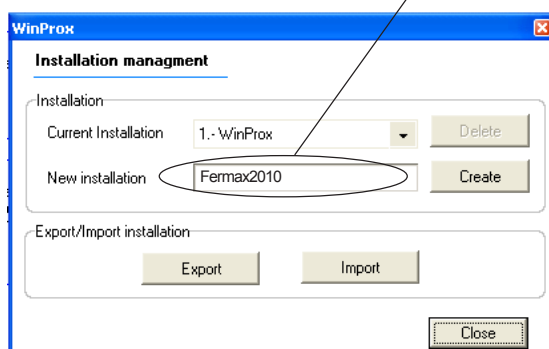 WinProx
Installation managment
Installation
Current Installation 1.- WinProx Delete
New installation Fermax2010 Create
Export/Import installation
Export Import
Close